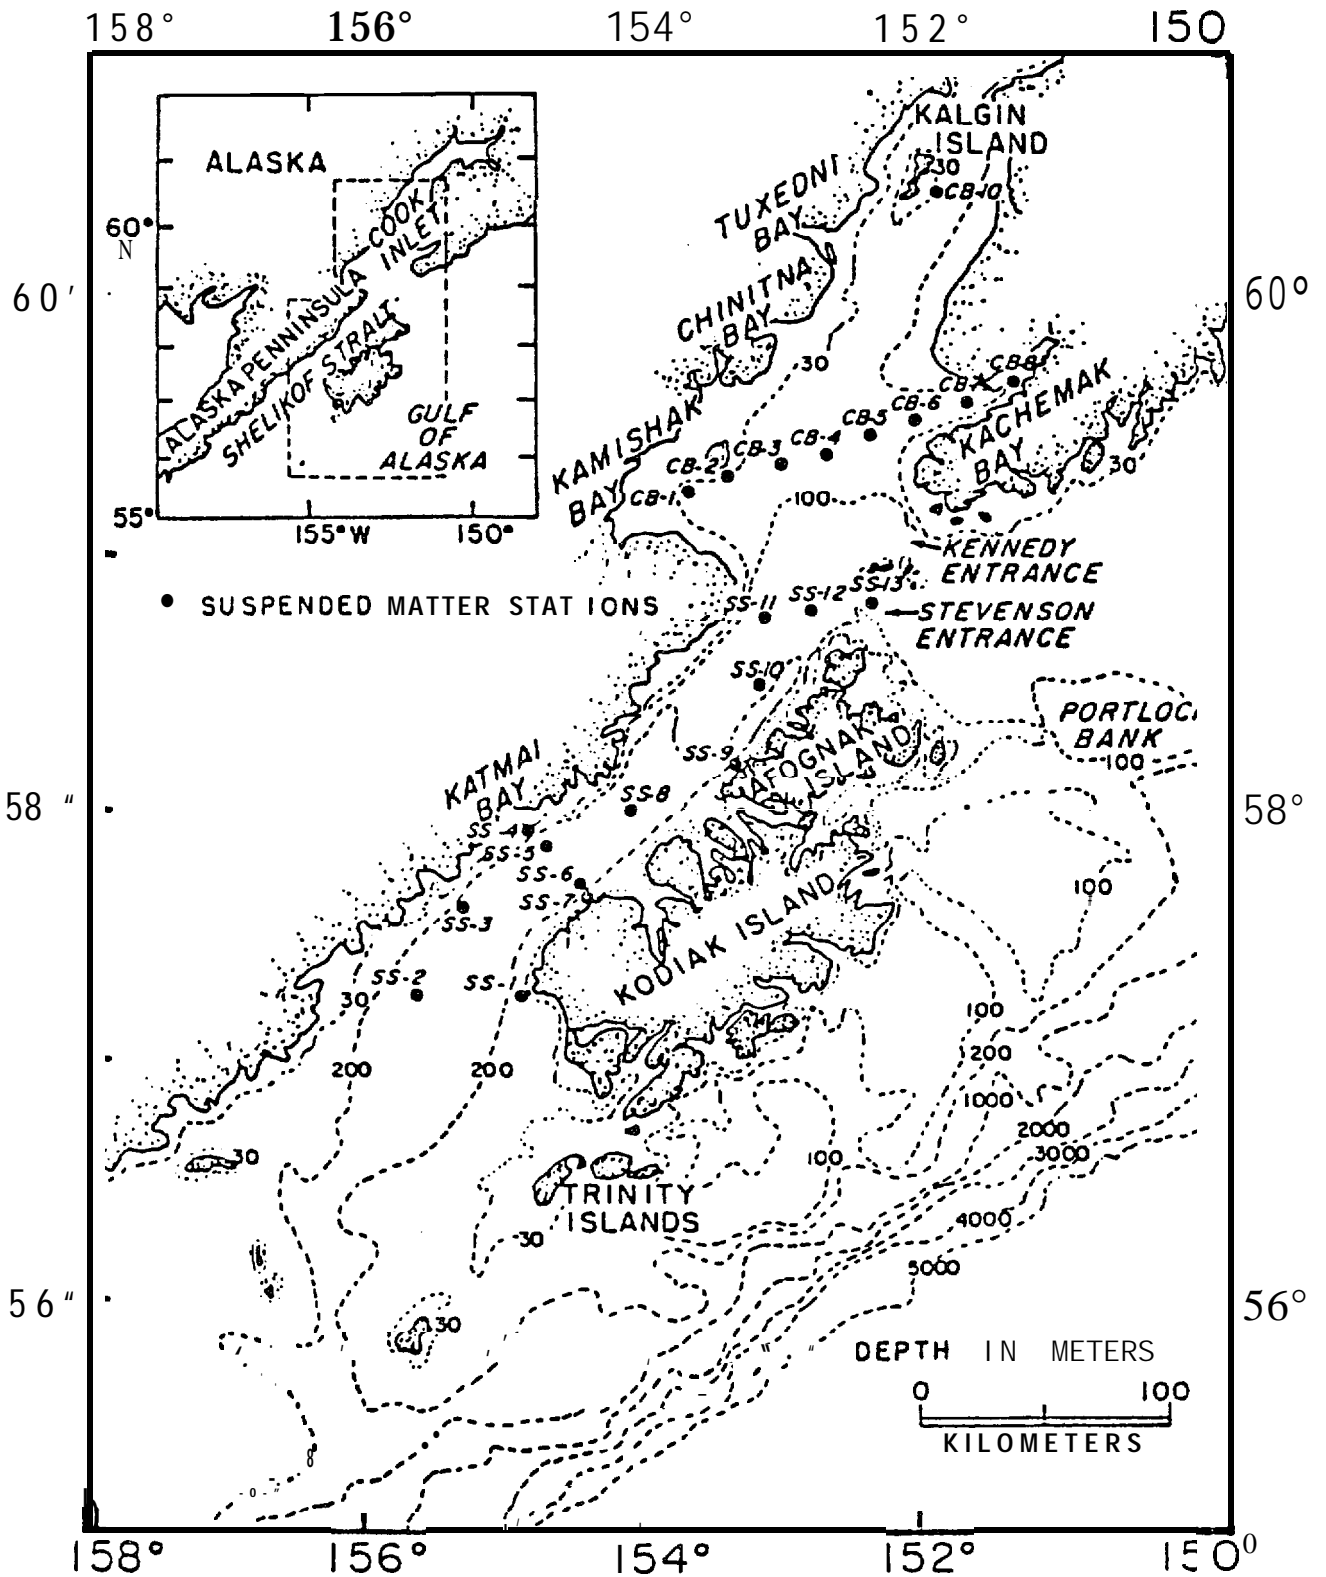 158° 156° 154° 152° 150
KALGIN
ISLAND
30
CB-10
ALASKA
TUXEDNI
BAY
COOK
INLET
60°
N
CHINITNA
BAY
60' 60°
ALASKA PENNINSULA
SHELIKOF STRAIT
30
GULF
OF
ALASKA
CB-8
CB-7
CB-6
CB-5
CB-4
CB-3
CB-2
CB-1
KACHEMAK
BAY
30
KAMISHAK
BAY
100
55°
155°W 150°
KENNEDY
ENTRANCE
SS-13
SS-12
SS-11
SUSPENDED MATTER STATIONS
STEVENSON
ENTRANCE
SS-10
PORTLOC
BANK
100
AFOGNAK
ISLAND
SS-9
KATMAI
BAY
SS-8
58" 58°
SS-4
SS-5
SS-6
SS-7
SS-3
100
KODIAK ISLAND
SS-2
SS-
30
100
200
200 200
1000
2000
3000
30
100
TRINITY
ISLANDS
30
4000
5000
56" 56°
30
DEPTH IN METERS
0 100
KILOMETERS
8
-0-
158° 156° 154° 152° 150°